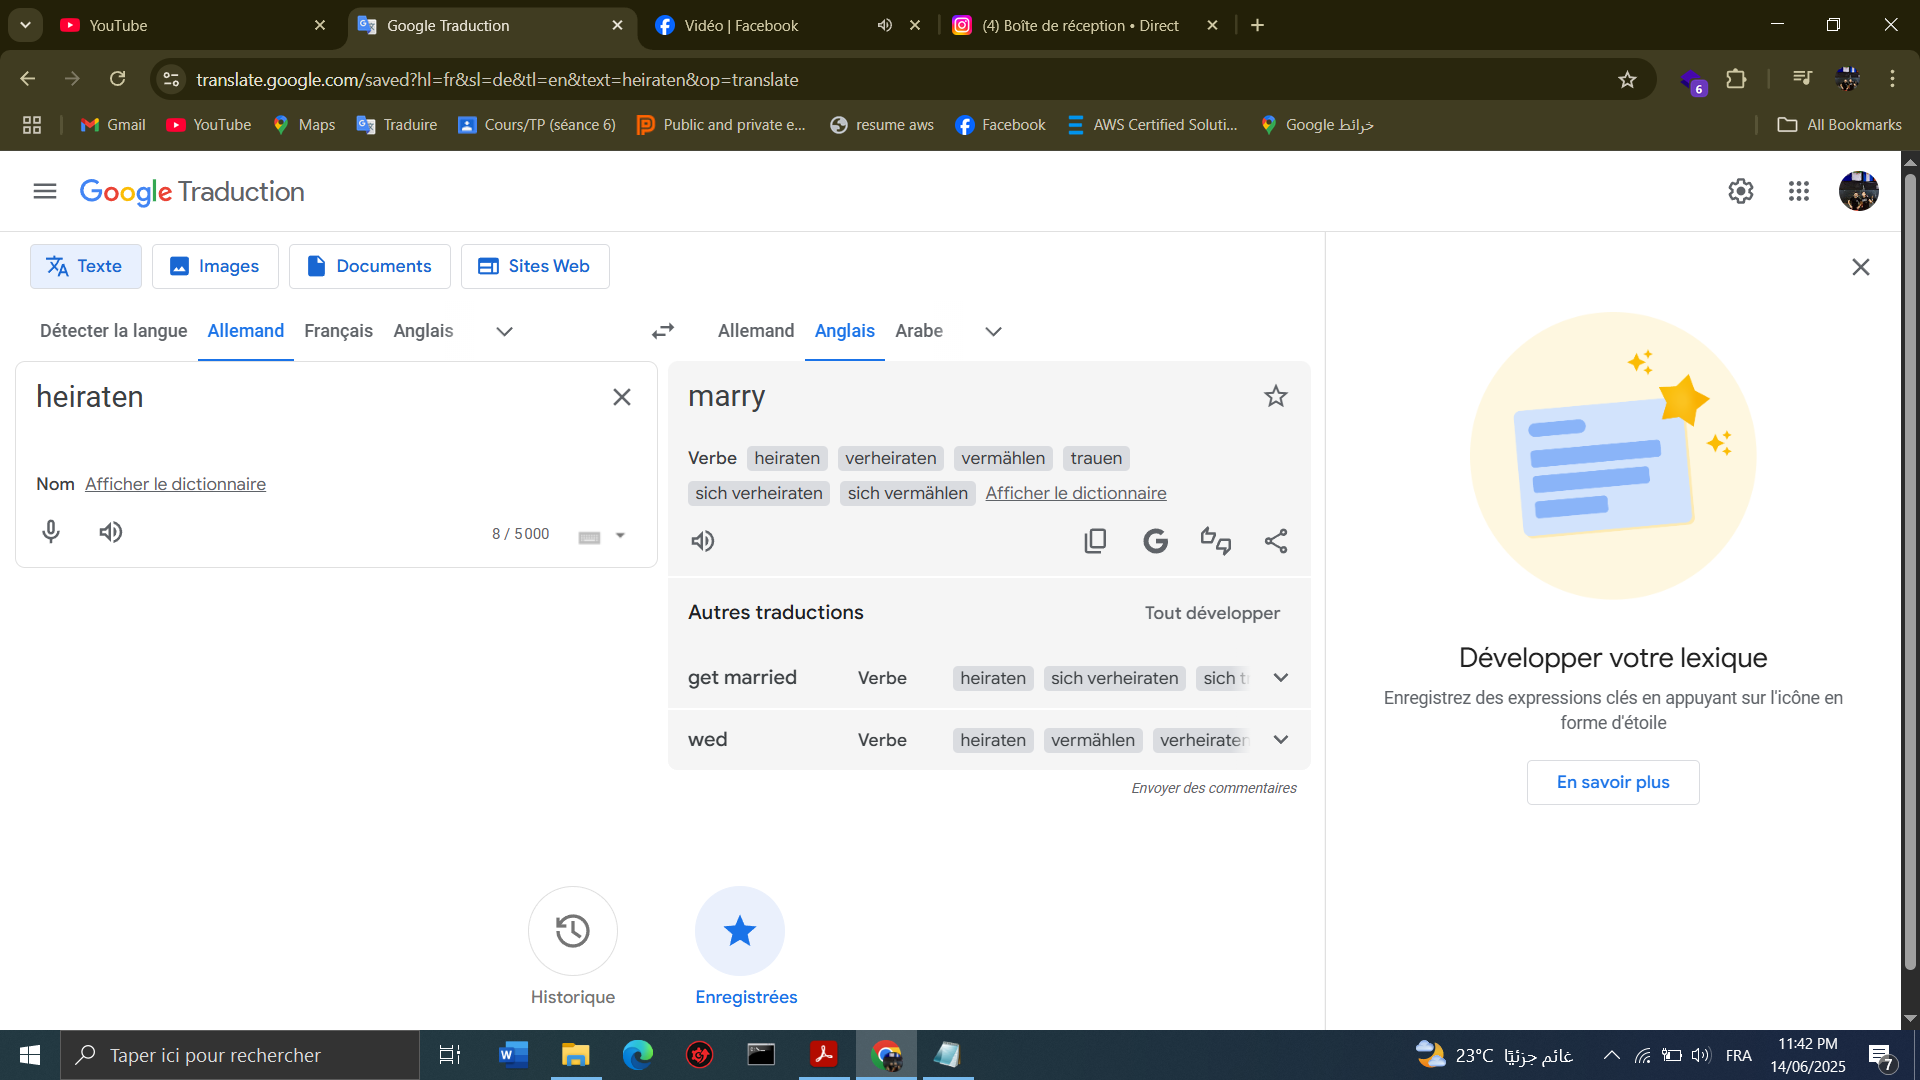 YouTube
Google Traduction
Vidéo | Facebook
(4) Boîte de réception • Direct
translate.google.com/saved?hl=fr&sl=de&tl=en&text=heiraten&op=translate
6
Gmail
YouTube
Maps
Traduire
Cours/TP (séance 6)
Public and private e...
resume aws
Facebook
AWS Certified Soluti...
خرائط Google
All Bookmarks
Google Traduction
Texte
Images
Documents
Sites Web
Détecter la langue
Allemand
Français
Anglais
Allemand
Anglais
Arabe
heiraten
Nom Afficher le dictionnaire
8 / 5 000
marry
Verbe heiraten verheiraten vermählen trauen
sich verheiraten sich vermählen Afficher le dictionnaire
Autres traductions
Tout développer
get married Verbe heiraten sich verheiraten sich
wed Verbe heiraten vermählen verheiraten
Envoyer des commentaires
Développer votre lexique
Enregistrez des expressions clés en appuyant sur l'icône en
forme d'étoile
En savoir plus
Historique
Enregistrées
Taper ici pour rechercher
23°C غائم جزئيًا
FRA
11:42 PM
14/06/2025
7